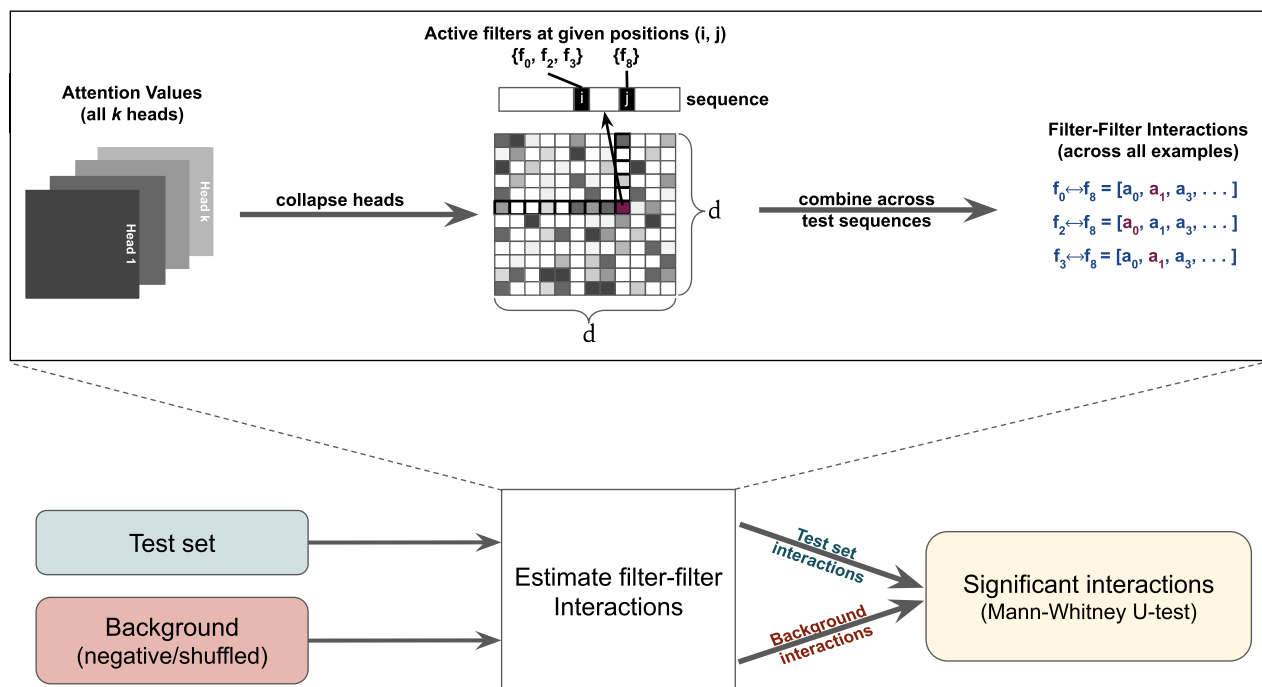 Active filters at given positions (i, j)
{f0, f2, f3} {f8}
i j sequence
Attention Values
(all k heads)
Head k
Head 1
collapse heads
d
d
combine across
test sequences
Filter-Filter Interactions
(across all examples)
f0↔f8 = [a0, a1, a3, . . . ]
f2↔f8 = [a0, a1, a3, . . . ]
f3↔f8 = [a0, a1, a3, . . . ]
Test set
Background
(negative/shuffled)
Estimate filter-filter
Interactions
Test set
interactions
Background
interactions
Significant interactions
(Mann-Whitney U-test)